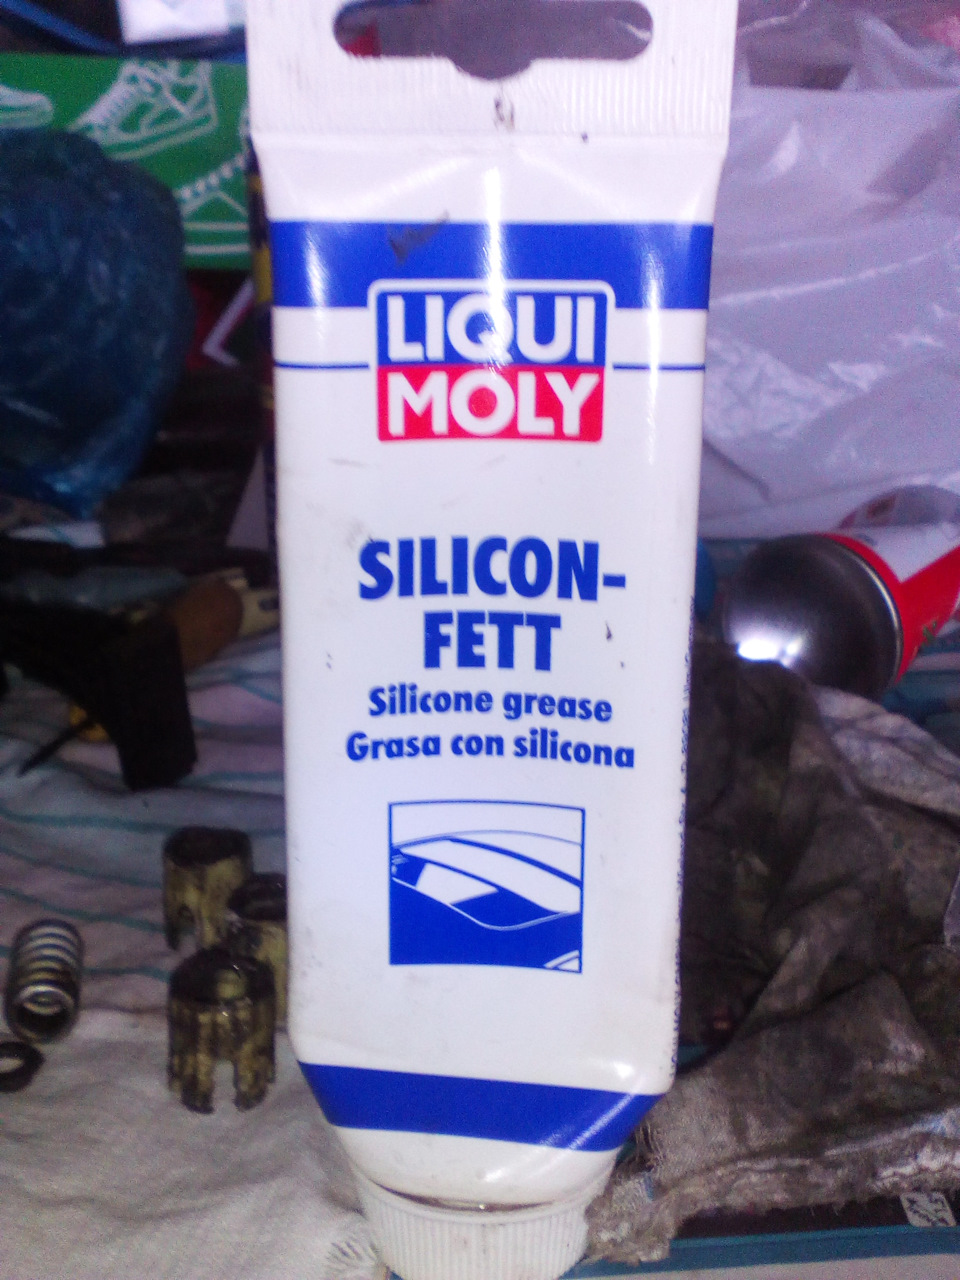 LIQUI
MOLY
SILICON-
FETT
Silicone grease
Grasa con silicona